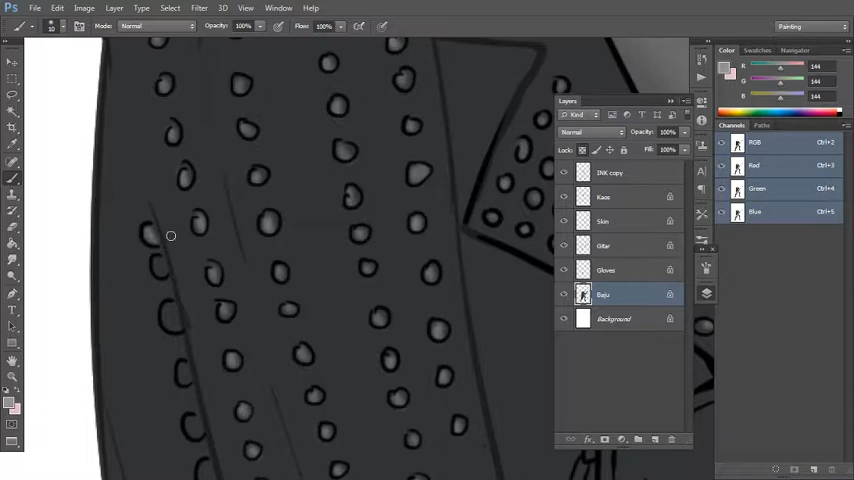 Ps File Edit Image Layer Type Select Filter 3D View Window Help
10 Mode: Normal Opacity: 100% Flow: 100% Painting
Color Swatches Navigator
R 144
G 144
B 144
Layers
Kind
Normal Opacity: 100%
Lock: Fill: 100%
INK copy
Kaos
Skin
Gitar
Gloves
Baju
Background
Channels Paths
RGB Ctrl+2
Red Ctrl+3
Green Ctrl+4
Blue Ctrl+5